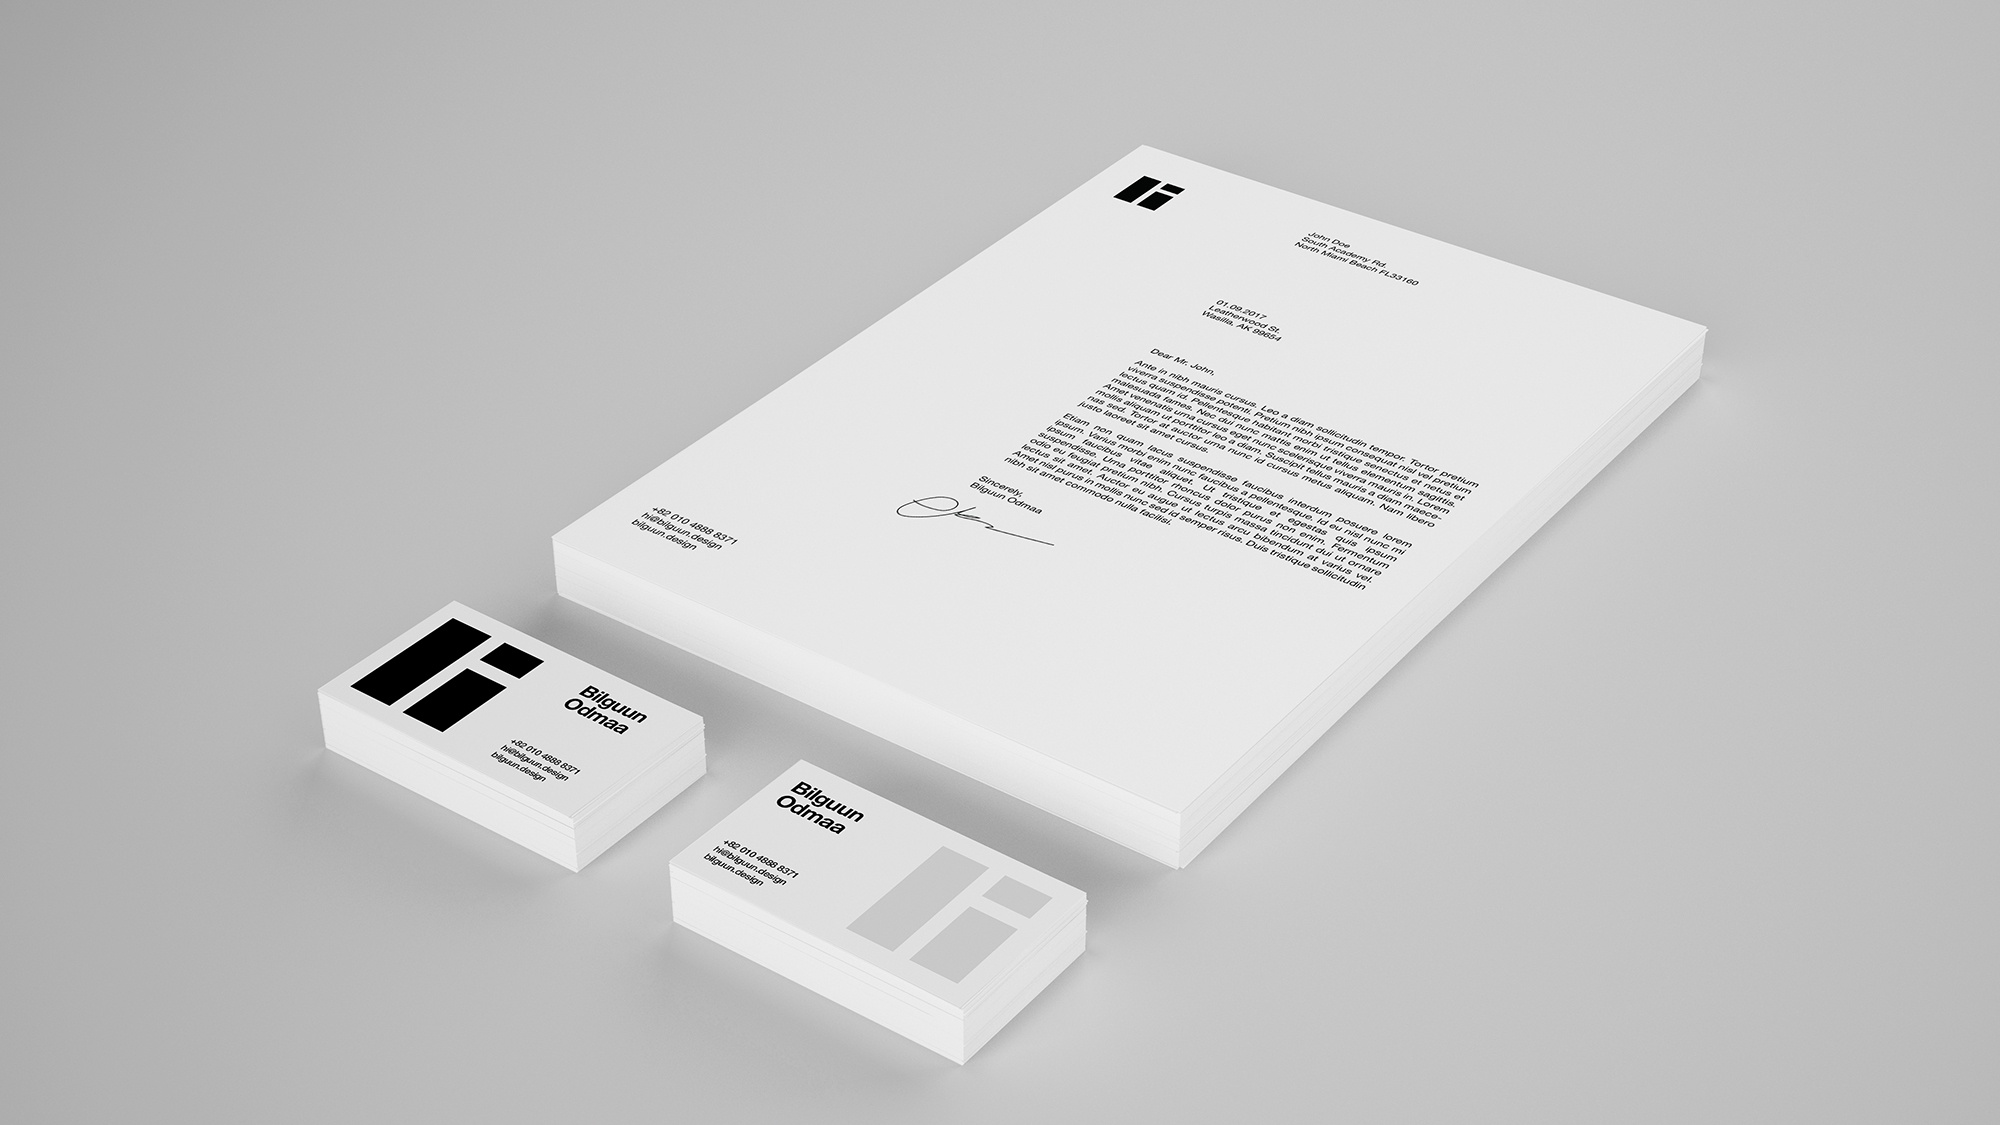 John Doe
South Academy Rd.
North Miami Beach FL33160
01.09.2017
Leatherwood St.
Wasilla, AK 99654
Dear Mr. John,
Ante in nibh mauris cursus. Leo a diam sollicitudin tempor. Tortor pretium
viverra suspendisse potenti. Pretium nibh ipsum consequat nisl vel pretium
lectus quam id. Pellentesque habitant morbi tristique senectus et netus et
malesuada fames. Nec dui nunc mattis enim ut tellus elementum sagittis.
Amet venenatis urna cursus eget nunc scelerisque viverra mauris in. Lorem
mollis aliquam ut porttitor leo a diam. Suscipit tellus mauris a diam maece-
nas sed. Tortor at auctor urna nunc id cursus metus aliquam. Nam libero
justo laoreet sit amet cursus.
Etiam non quam lacus suspendisse faucibus interdum posuere lorem
ipsum. Varius morbi enim nunc faucibus a pellentesque. Id eu nisl nunc mi
ipsum faucibus vitae aliquet. Ut tristique et egestas quis ipsum
suspendisse. Urna porttitor rhoncus dolor purus non enim. Fermentum
odio eu feugiat pretium nibh. Cursus turpis massa tincidunt dui ut ornare
lectus sit amet. Auctor eu augue ut lectus arcu bibendum at varius vel.
Amet nisl purus in mollis nunc sed id semper risus. Duis tristique sollicitudin
nibh sit amet commodo nulla facilisi.
Sincerely,
Bilguun Odmaa
+82 010 4888 8371
hi@bilguun.design
bilguun.design
Bilguun
Odmaa
+82 010 4888 8371
hi@bilguun.design
bilguun.design
Bilguun
Odmaa
+82 010 4888 8371
hi@bilguun.design
bilguun.design